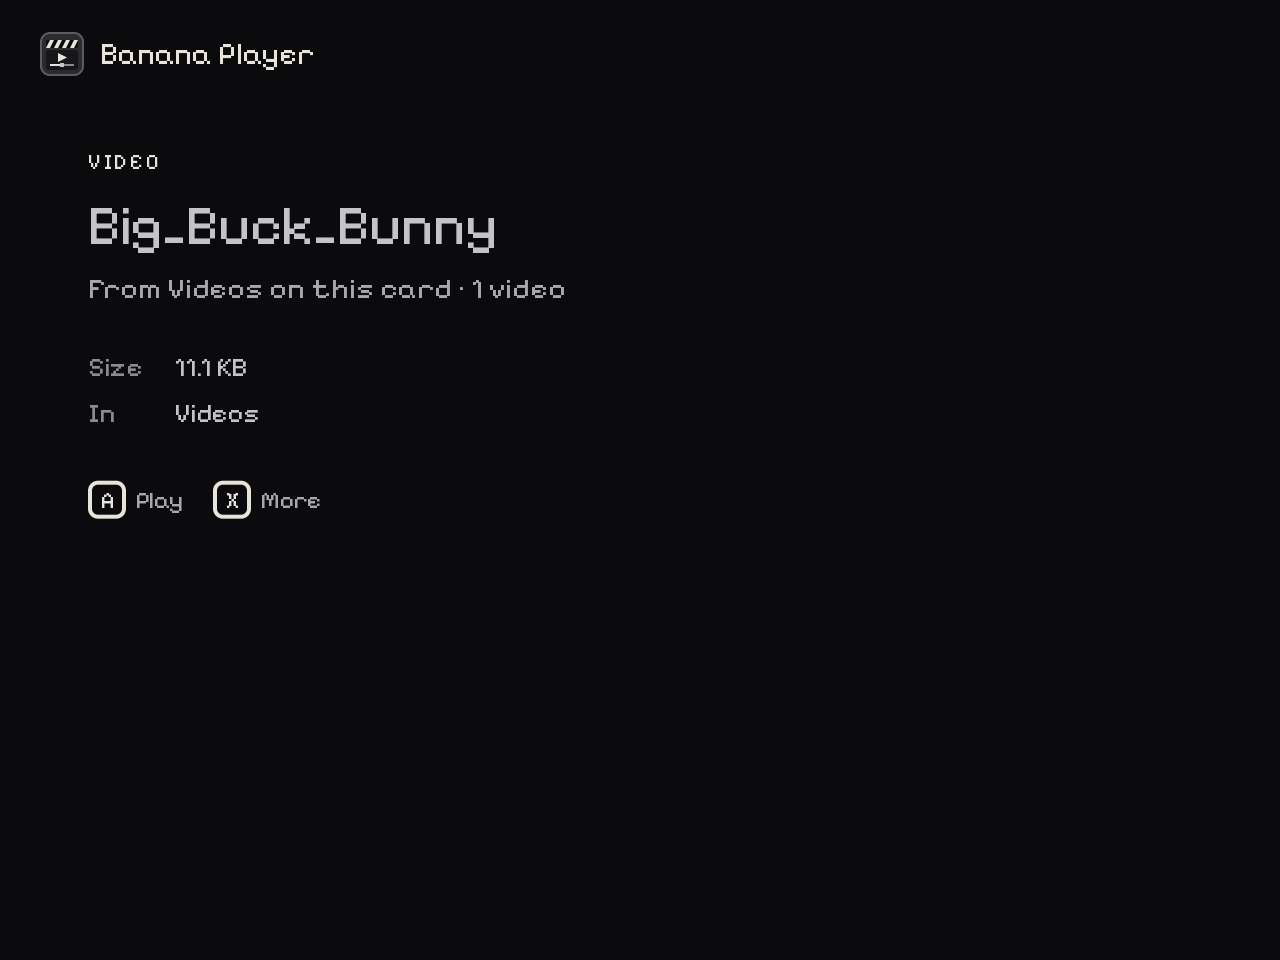 Banana Player
VIDEO
Big_Buck_Bunny
From Videos on this card · 1 video
Size 11.1 KB
In Videos
A Play X More